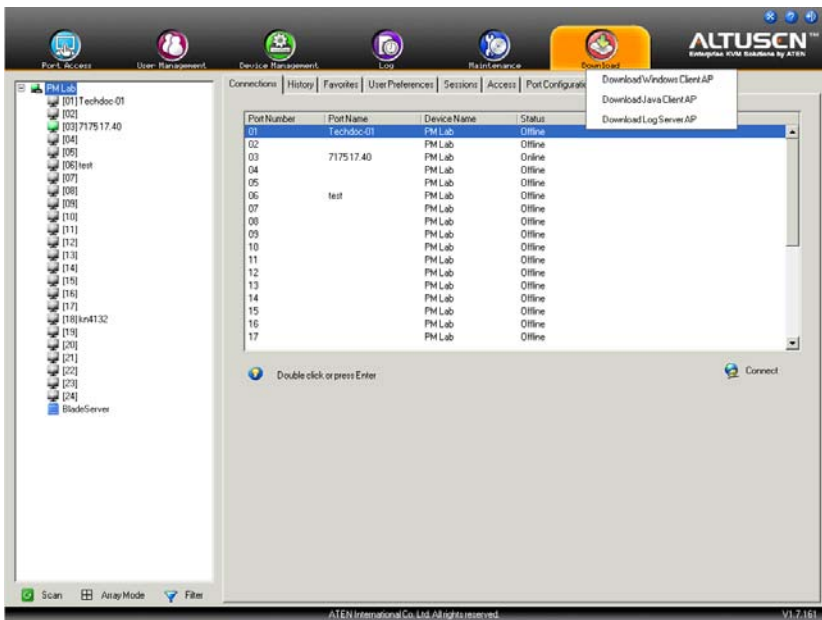 ALTUSEN™
Enterprise KVM Solutions by ATEN
Port Access
User Management
Device Management
Log
Maintenance
Download
Download Windows Client AP
Download Java Client AP
Download Log Server AP
PM Lab
[01] Techdoc-01
[02]
[03] 717517.40
[04]
[05]
[06] test
[07]
[08]
[09]
[10]
[11]
[12]
[13]
[14]
[15]
[16]
[17]
[18] kn4132
[19]
[20]
[21]
[22]
[23]
[24]
BladeServer
Scan
Array Mode
Filter
Connections
History
Favorites
User Preferences
Sessions
Access
Port Configuratio
Port Number Port Name Device Name Status
01 Techdoc-01 PM Lab Offline
02 PM Lab Offline
03 717517.40 PM Lab Online
04 PM Lab Offline
05 PM Lab Offline
06 test PM Lab Offline
07 PM Lab Offline
08 PM Lab Offline
09 PM Lab Offline
10 PM Lab Offline
11 PM Lab Offline
12 PM Lab Offline
13 PM Lab Offline
14 PM Lab Offline
15 PM Lab Offline
16 PM Lab Offline
17 PM Lab Offline
Double click or press Enter
Connect
ATEN International Co. Ltd. All rights reserved.
V1.7.161